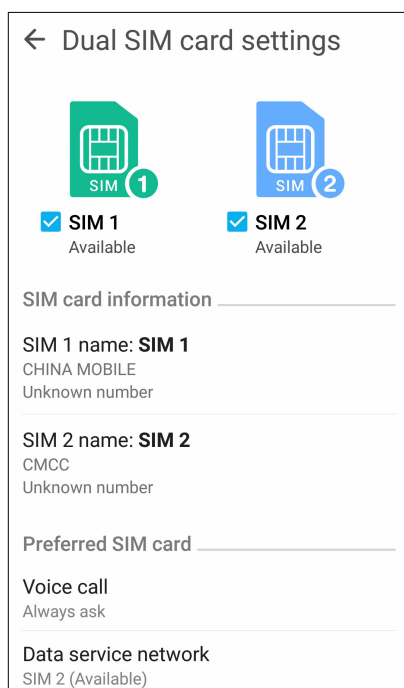 Dual SIM card settings
SIM 1
SIM 2
SIM 1
SIM 2
Available
Available
SIM card information
SIM 1 name: SIM 1
CHINA MOBILE
Unknown number
SIM 2 name: SIM 2
CMCC
Unknown number
Preferred SIM card
Voice call
Always ask
Data service network
SIM 2 (Available)